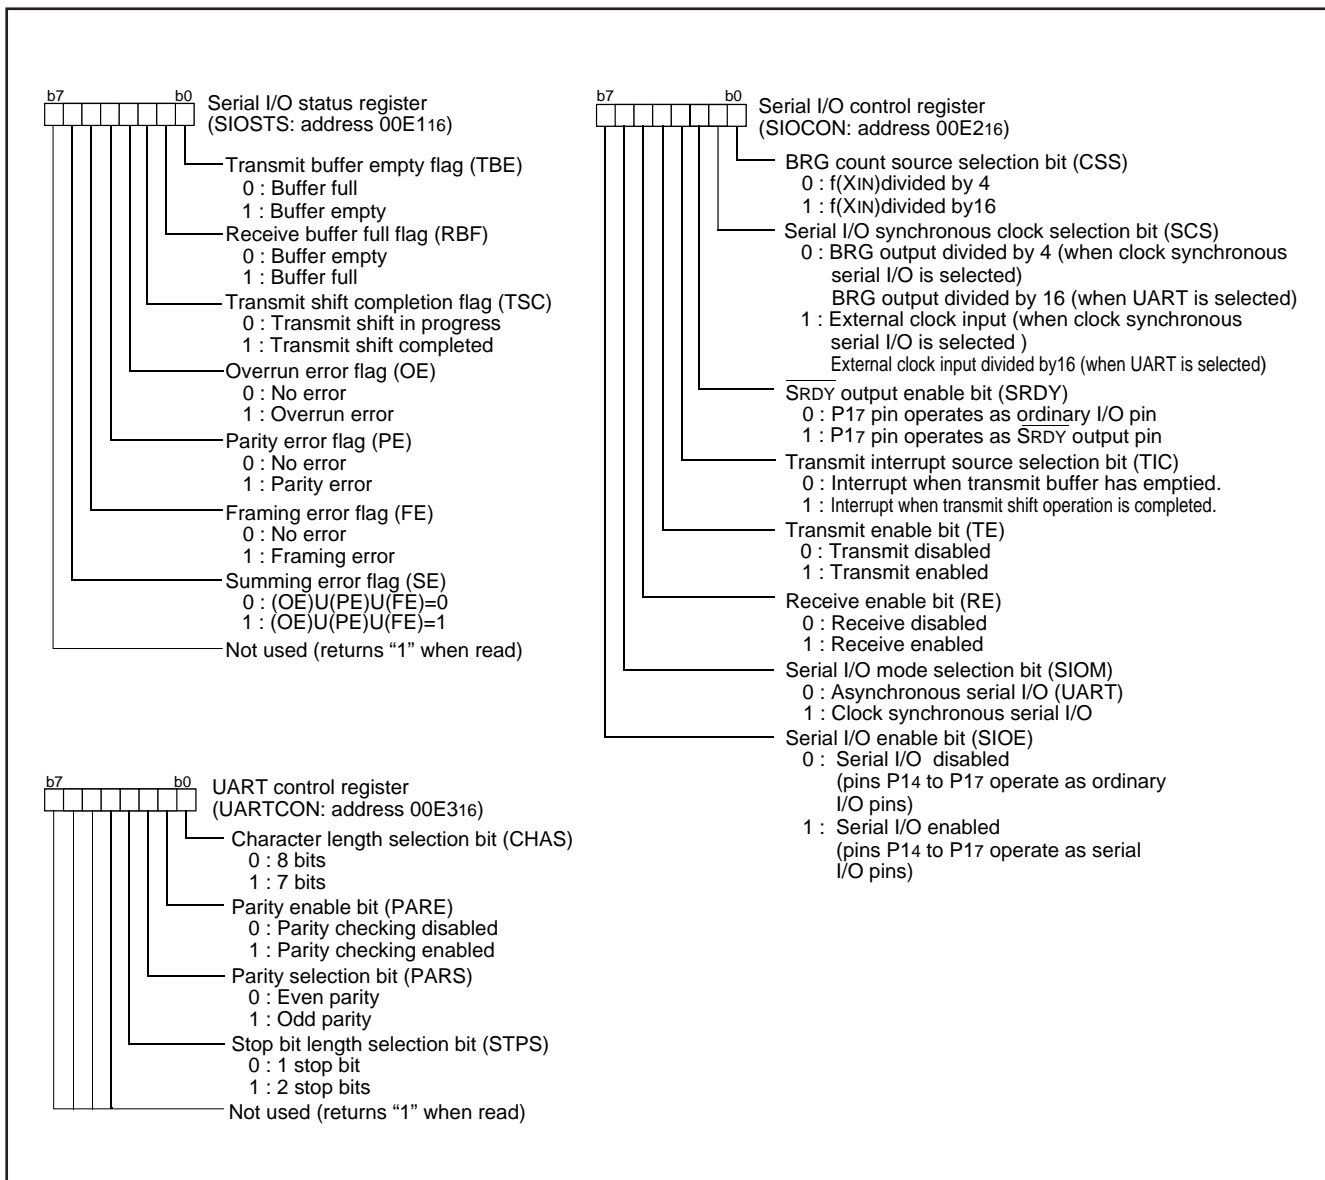 b7 b0
Serial I/O status register
(SIOSTS: address 00E116)
Transmit buffer empty flag (TBE)
0 : Buffer full
1 : Buffer empty
Receive buffer full flag (RBF)
0 : Buffer empty
1 : Buffer full
Transmit shift completion flag (TSC)
0 : Transmit shift in progress
1 : Transmit shift completed
Overrun error flag (OE)
0 : No error
1 : Overrun error
Parity error flag (PE)
0 : No error
1 : Parity error
Framing error flag (FE)
0 : No error
1 : Framing error
Summing error flag (SE)
0 : (OE)U(PE)U(FE)=0
1 : (OE)U(PE)U(FE)=1
Not used (returns “1” when read)
b7 b0
UART control register
(UARTCON: address 00E316)
Character length selection bit (CHAS)
0 : 8 bits
1 : 7 bits
Parity enable bit (PARE)
0 : Parity checking disabled
1 : Parity checking enabled
Parity selection bit (PARS)
0 : Even parity
1 : Odd parity
Stop bit length selection bit (STPS)
0 : 1 stop bit
1 : 2 stop bits
Not used (returns “1” when read)
b7 b0
Serial I/O control register
(SIOCON: address 00E216)
BRG count source selection bit (CSS)
0 : f(XIN)divided by 4
1 : f(XIN)divided by16
Serial I/O synchronous clock selection bit (SCS)
0 : BRG output divided by 4 (when clock synchronous
serial I/O is selected)
BRG output divided by 16 (when UART is selected)
1 : External clock input (when clock synchronous
serial I/O is selected )
External clock input divided by16 (when UART is selected)
SRDY output enable bit (SRDY)
0 : P17 pin operates as ordinary I/O pin
1 : P17 pin operates as SRDY output pin
Transmit interrupt source selection bit (TIC)
0 : Interrupt when transmit buffer has emptied.
1 : Interrupt when transmit shift operation is completed.
Transmit enable bit (TE)
0 : Transmit disabled
1 : Transmit enabled
Receive enable bit (RE)
0 : Receive disabled
1 : Receive enabled
Serial I/O mode selection bit (SIOM)
0 : Asynchronous serial I/O (UART)
1 : Clock synchronous serial I/O
Serial I/O enable bit (SIOE)
0 : Serial I/O disabled
(pins P14 to P17 operate as ordinary
I/O pins)
1 : Serial I/O enabled
(pins P14 to P17 operate as serial
I/O pins)